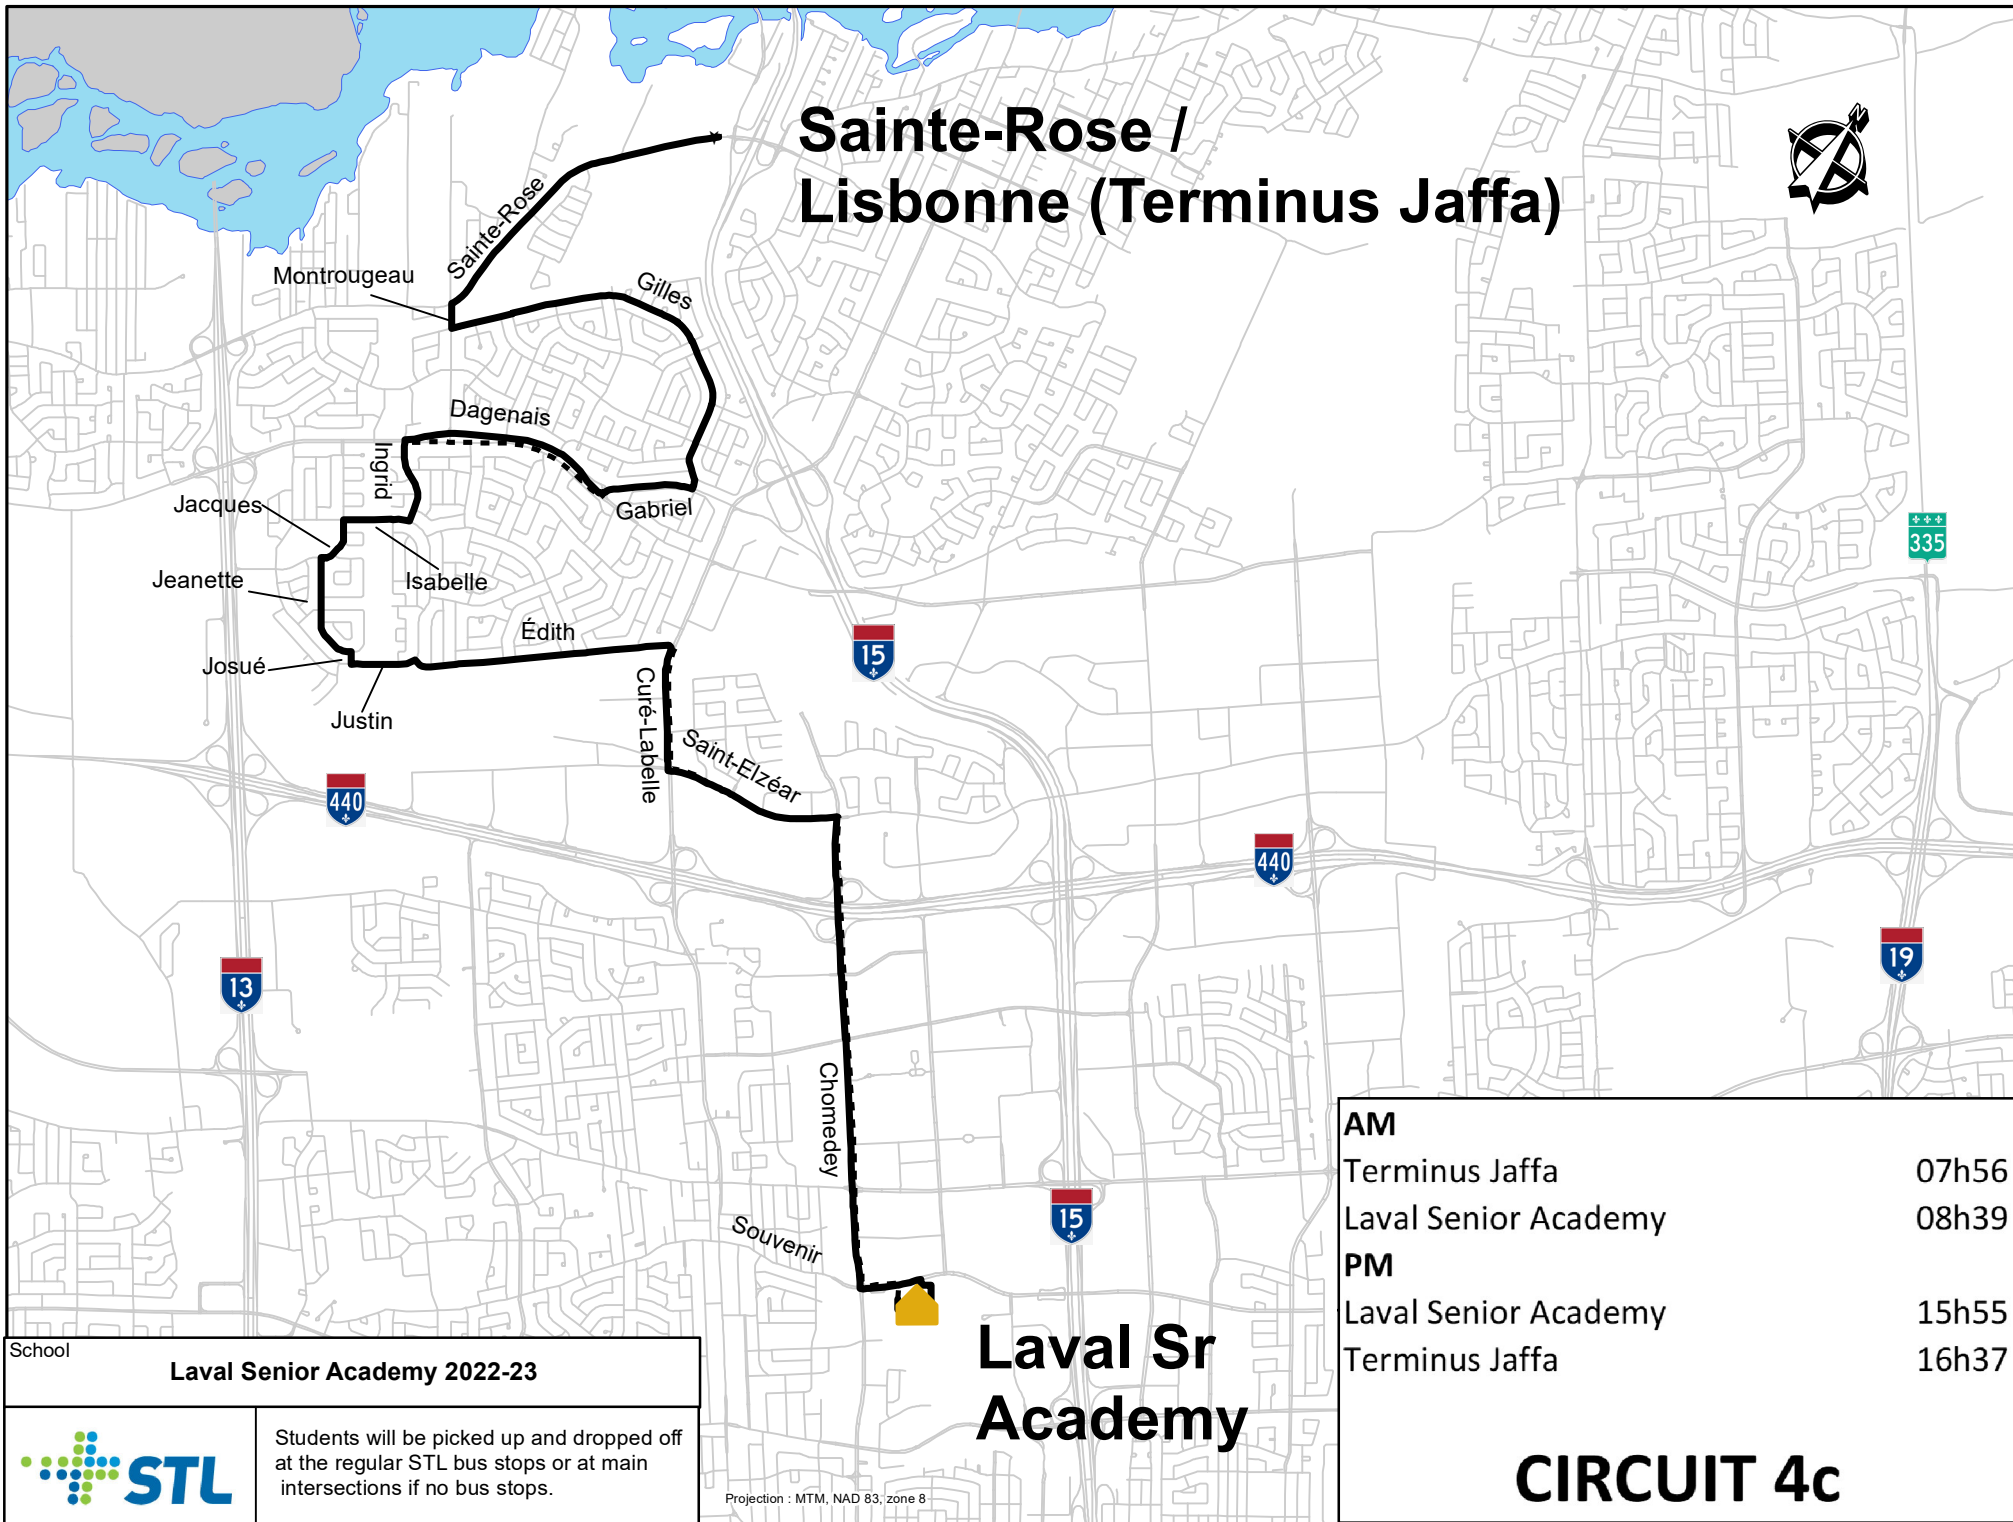 Sainte-Rose /
Lisbonne (Terminus Jaffa)
N
Sainte-Rose
Montrougeau
Gilles
Dagenais
Ingrid
Jacques
Gabriel
335
Jeanette
Isabelle
Édith
15
Josué
Justin
Curé-Labelle
Saint-Elzéar
440
440
13
19
Chomedey
15
Souvenir
Laval Sr
Academy
AM
Terminus Jaffa 07h56
Laval Senior Academy 08h39
PM
Laval Senior Academy 15h55
Terminus Jaffa 16h37
CIRCUIT 4c
School
Laval Senior Academy 2022-23
STL
Students will be picked up and dropped off
at the regular STL bus stops or at main
intersections if no bus stops.
Projection : MTM, NAD 83, zone 8